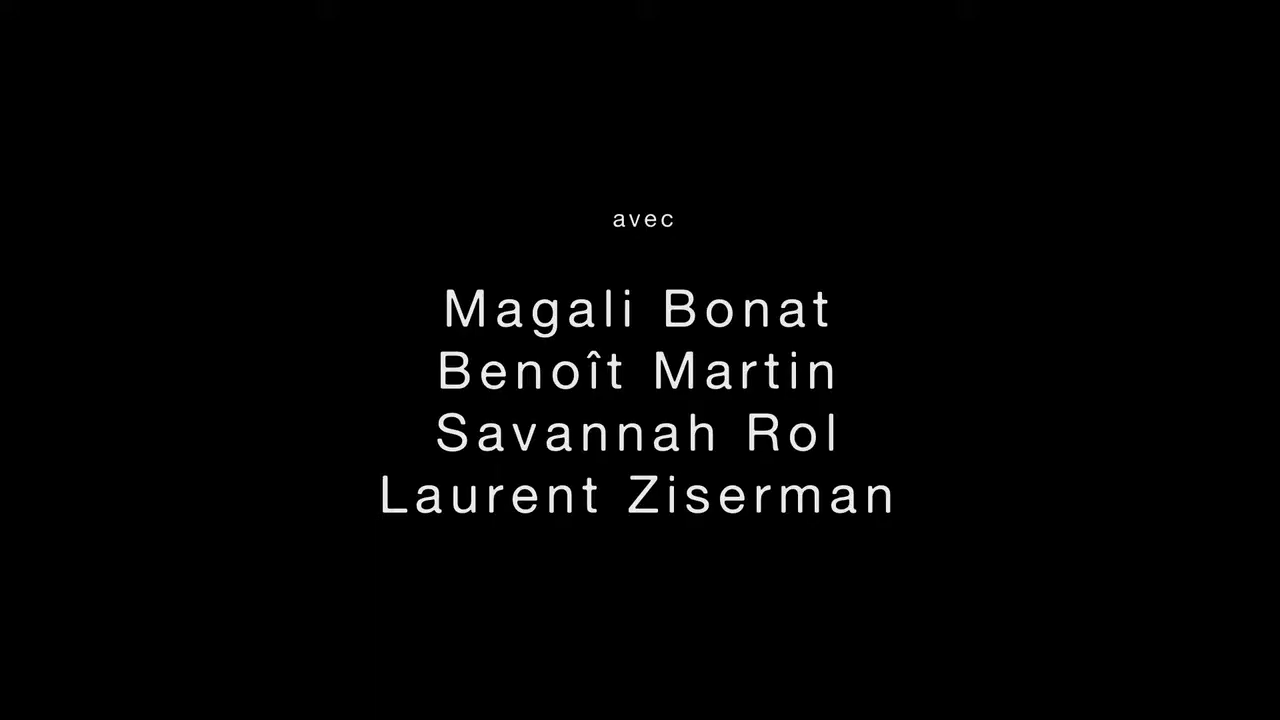 avec
Magali Bonat
Benoît Martin
Savannah Rol
Laurent Ziserman